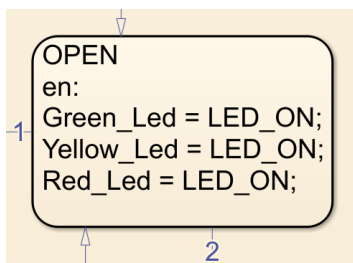 OPEN
en:
Green_Led = LED_ON;
1
Yellow_Led = LED_ON;
Red_Led = LED_ON;
2